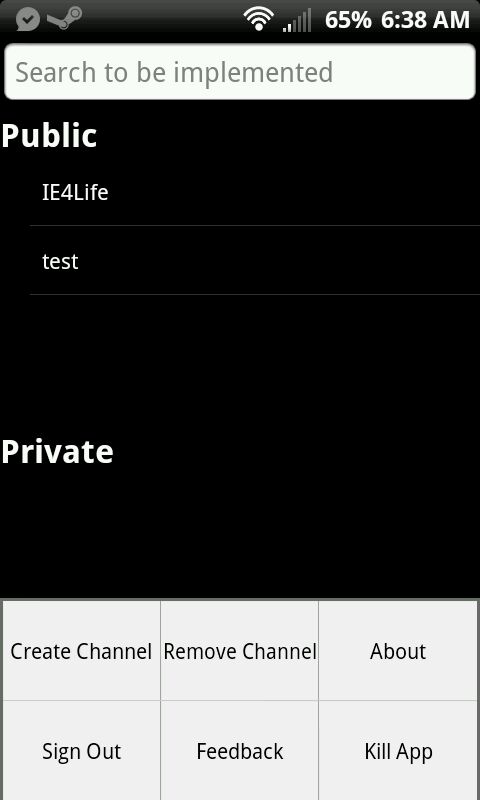 65% 6:38 AM
Search to be implemented
Public
IE4Life
test
Private
Create Channel Remove Channel About
Sign Out Feedback Kill App